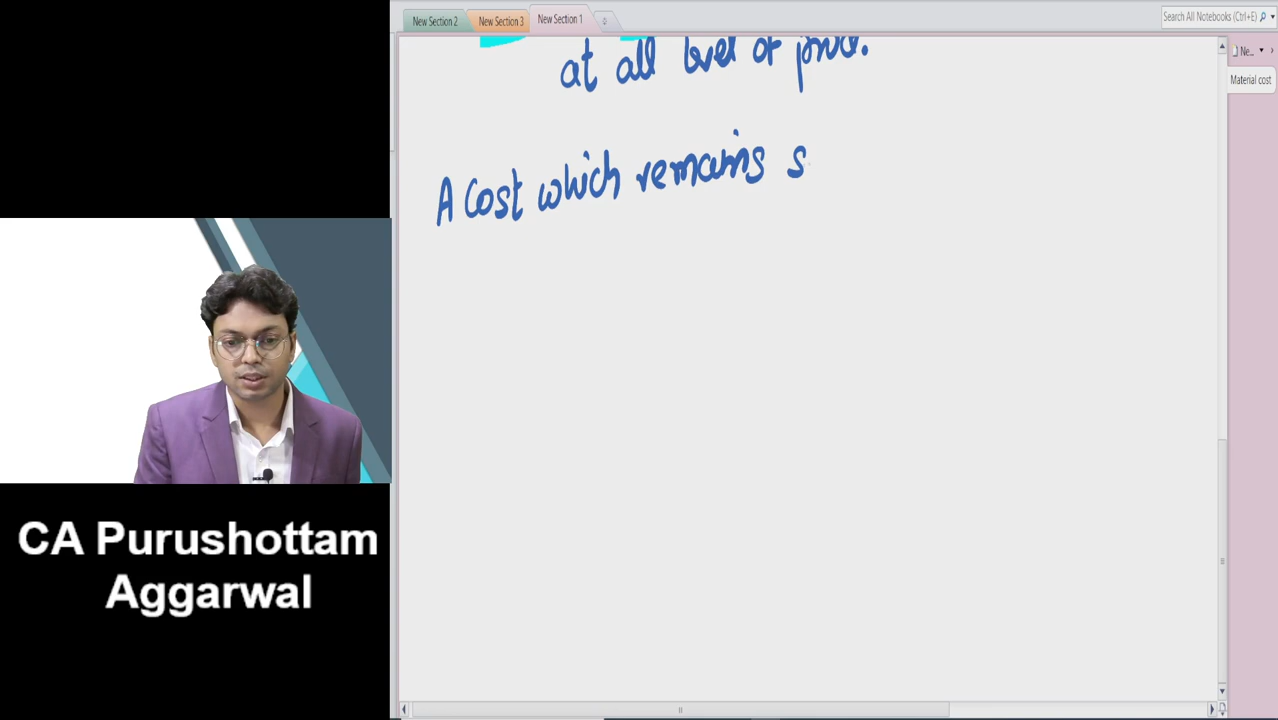 New Section 2
New Section 3
New Section 1
Search All Notebooks (Ctrl+E)
Ne...
Material cost
at all level of
A Cost which remains s
CA Purushottam
Aggarwal